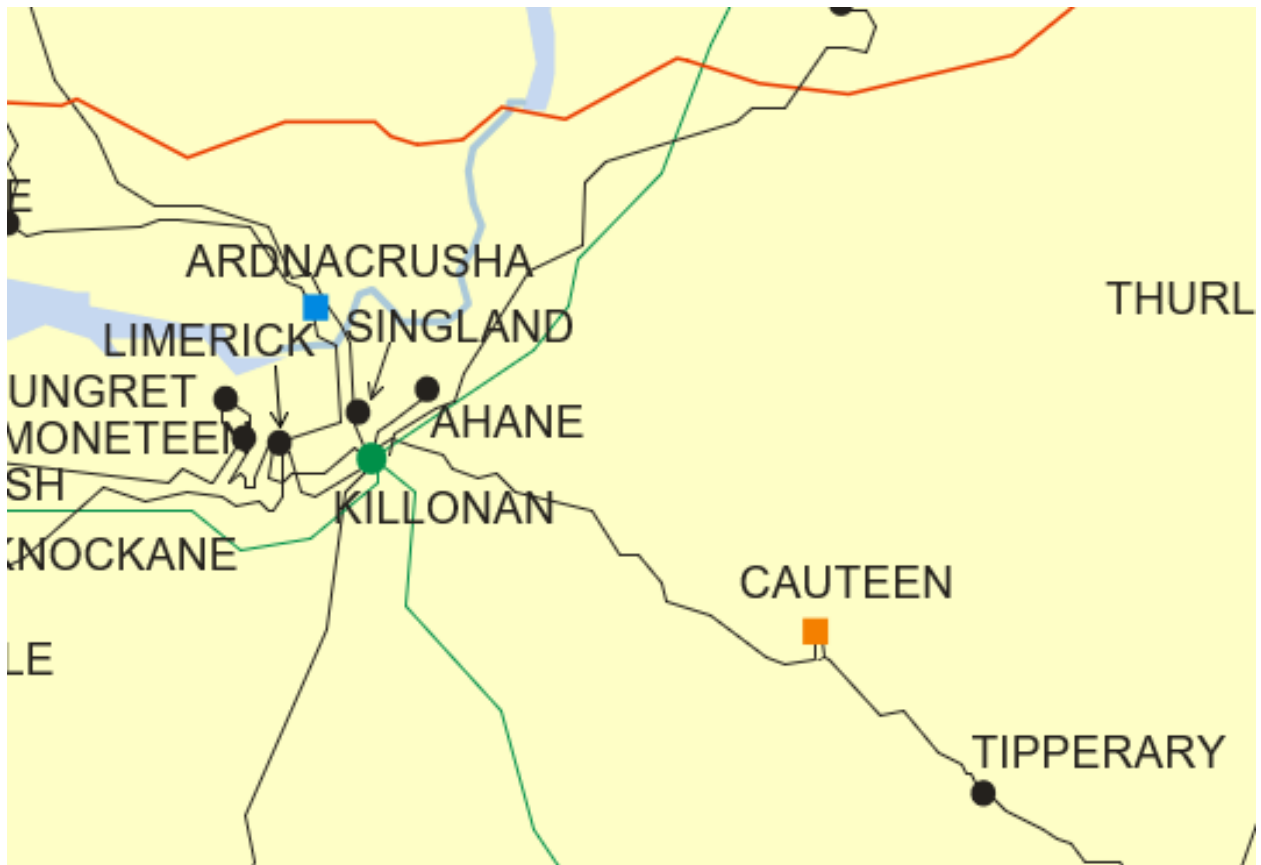 E
ARDNACRUSHA
THURL
SINGLAND
LIMERICK
UNGRET
AHANE
MONETEEN
SH
KILLONAN
KNOCKANE
CAUTEEN
LE
TIPPERARY